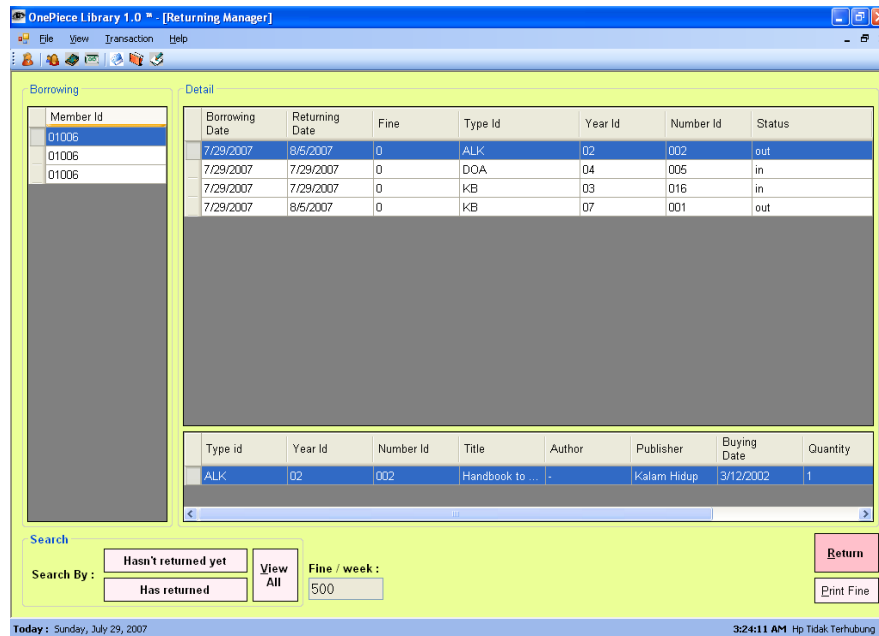 OnePiece Library 1.0 ™ - [Returning Manager]
File View Transaction Help
Borrowing
Member Id
01006
01006
01006
Detail
Borrowing Date Returning Date Fine Type Id Year Id Number Id Status
7/29/2007 8/5/2007 0 ALK 02 002 out
7/29/2007 7/29/2007 0 DOA 04 005 in
7/29/2007 7/29/2007 0 KB 03 016 in
7/29/2007 8/5/2007 0 KB 07 001 out
Type id Year Id Number Id Title Author Publisher Buying Date Quantity
ALK 02 002 Handbook to ... - Kalam Hidup 3/12/2002 1
Search
Search By :
Hasn't returned yet
Has returned
View All
Fine / week :
500
Return
Print Fine
Today : Sunday, July 29, 2007 3:24:11 AM Hp Tidak Terhubung